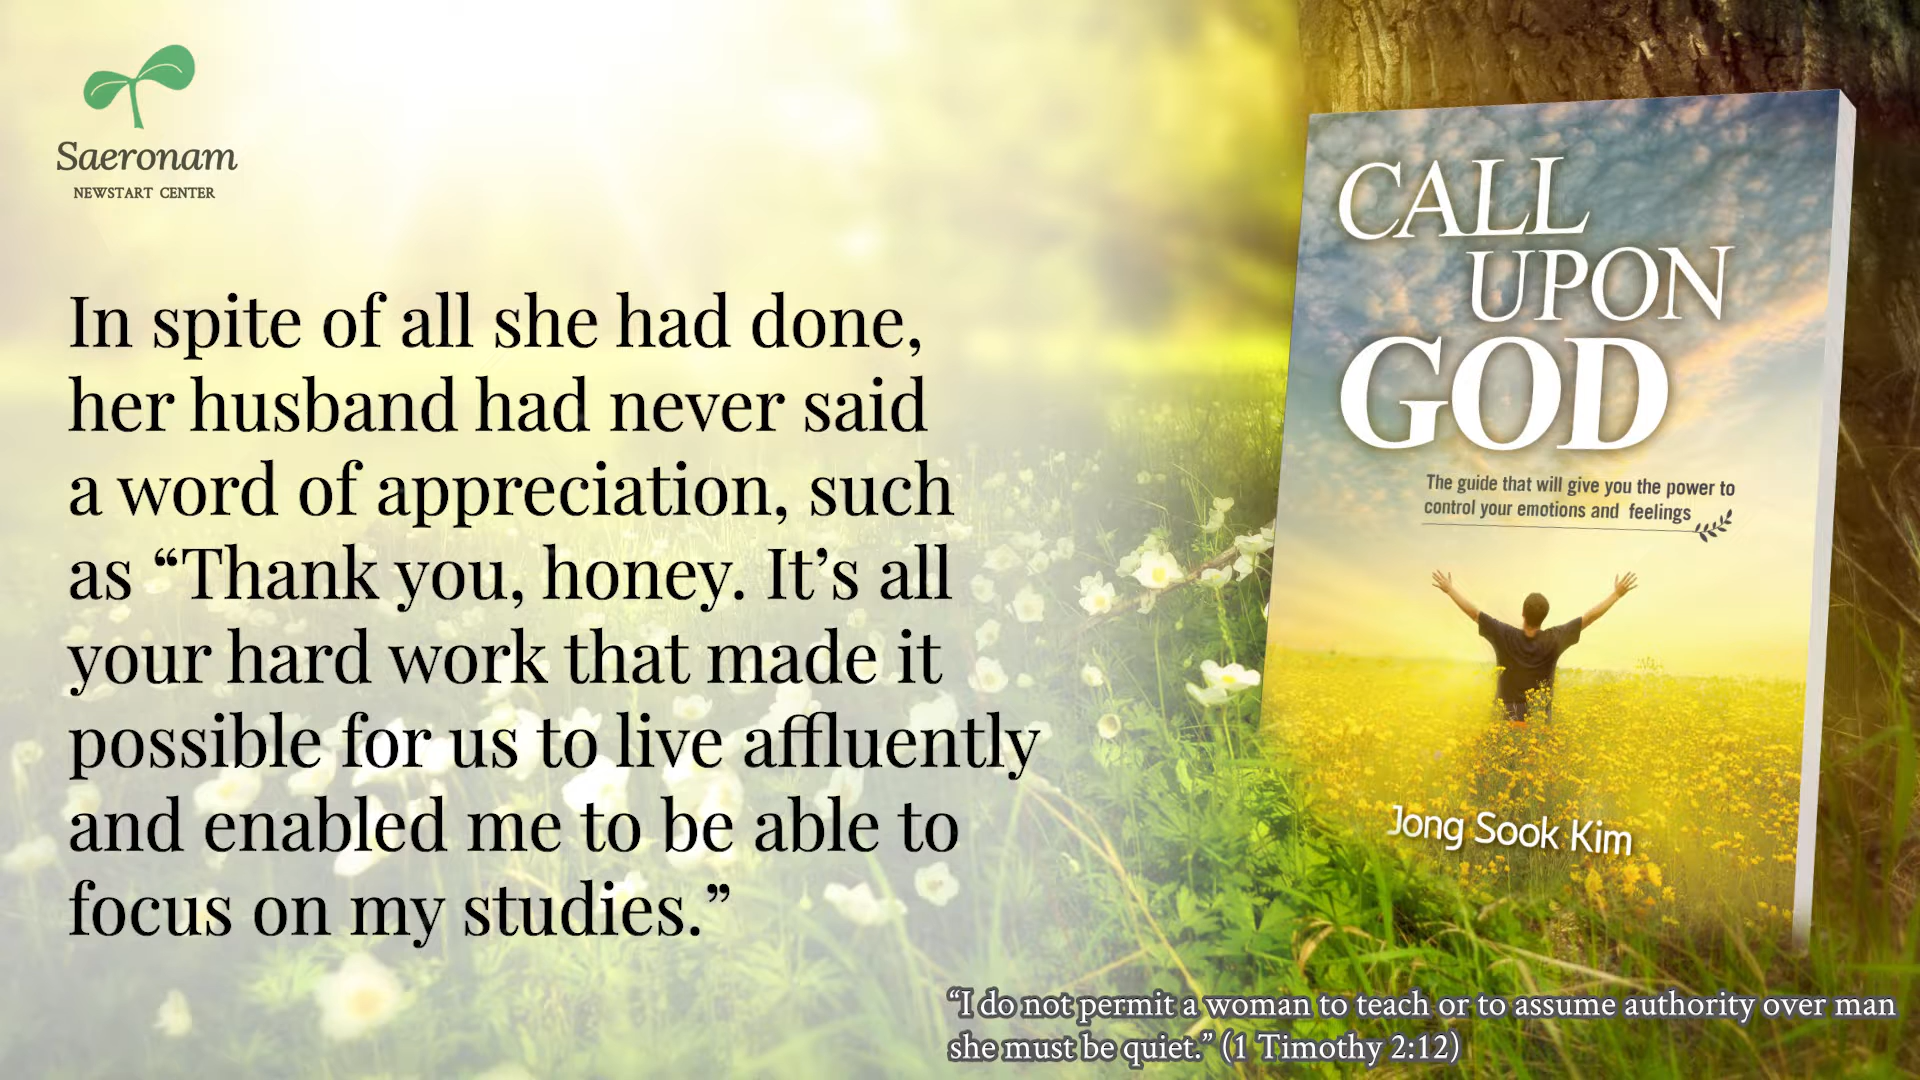 Saeronam
NEWSTART CENTER
In spite of all she had done,
her husband had never said
a word of appreciation, such
as “Thank you, honey. It’s all
your hard work that made it
possible for us to live affluently
and enabled me to be able to
focus on my studies.”
CALL
UPON
GOD
The guide that will give you the power to
control your emotions and feelings
Jong Sook Kim
“I do not permit a woman to teach or to assume authority over man
she must be quiet.” (1 Timothy 2:12)